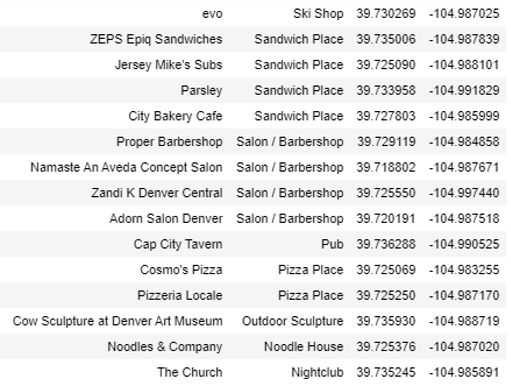 evo Ski Shop 39.730269 -104.987025
ZEPS Epiq Sandwiches Sandwich Place 39.735006 -104.987839
Jersey Mike's Subs Sandwich Place 39.725090 -104.988101
Parsley Sandwich Place 39.733958 -104.991829
City Bakery Cafe Sandwich Place 39.727803 -104.985999
Proper Barbershop Salon / Barbershop 39.729119 -104.984858
Namaste An Aveda Concept Salon Salon / Barbershop 39.718802 -104.987671
Zandi K Denver Central Salon / Barbershop 39.725550 -104.997440
Adorn Salon Denver Salon / Barbershop 39.720191 -104.987518
Cap City Tavern Pub 39.736288 -104.990525
Cosmo's Pizza Pizza Place 39.725069 -104.983255
Pizzeria Locale Pizza Place 39.725250 -104.987170
Cow Sculpture at Denver Art Museum Outdoor Sculpture 39.735930 -104.988719
Noodles & Company Noodle House 39.725376 -104.987020
The Church Nightclub 39.735245 -104.985891